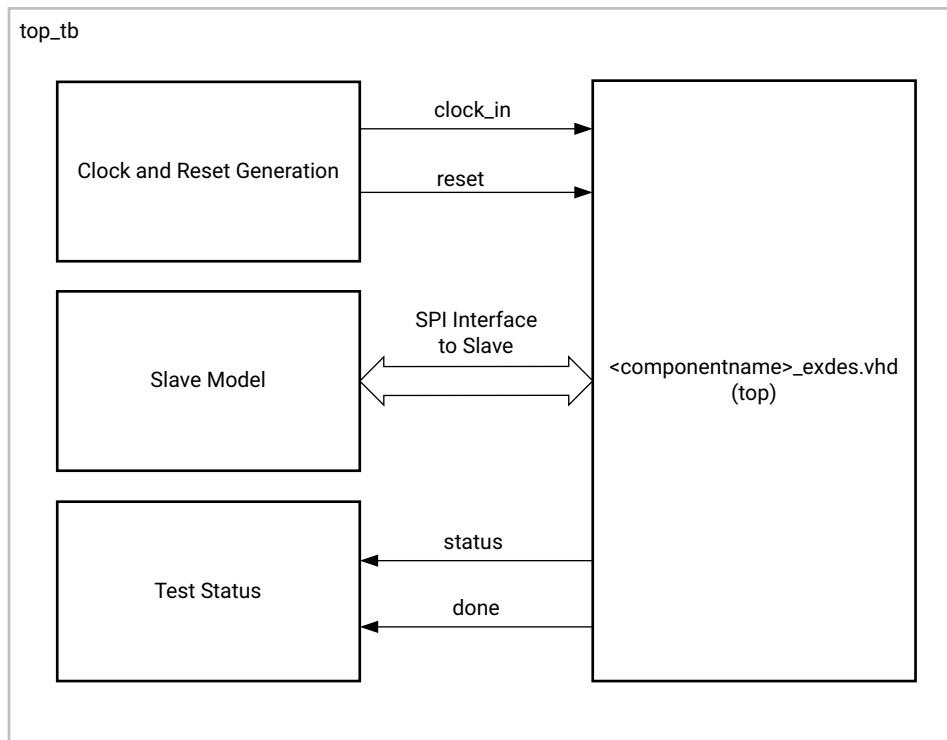 top_tb
clock_in
Clock and Reset Generation
reset
SPI Interface
to Slave
Slave Model
<componentname>_exdes.vhd
(top)
status
Test Status
done